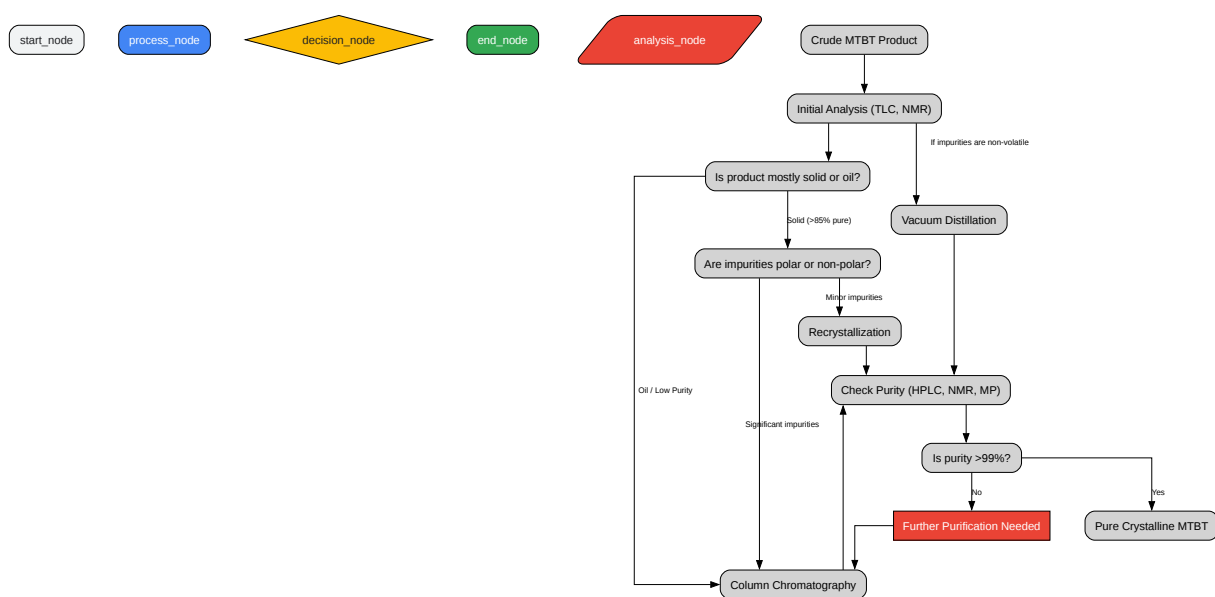 start_node
process_node
decision_node
end_node
analysis_node
Crude MTBT Product
Initial Analysis (TLC, NMR)
If impurities are non-volatile
Is product mostly solid or oil?
Solid (>85% pure)
Vacuum Distillation
Are impurities polar or non-polar?
Minor impurities
Recrystallization
Oil / Low Purity
Check Purity (HPLC, NMR, MP)
Significant impurities
Is purity >99%?
No
Yes
Further Purification Needed
Pure Crystalline MTBT
Column Chromatography